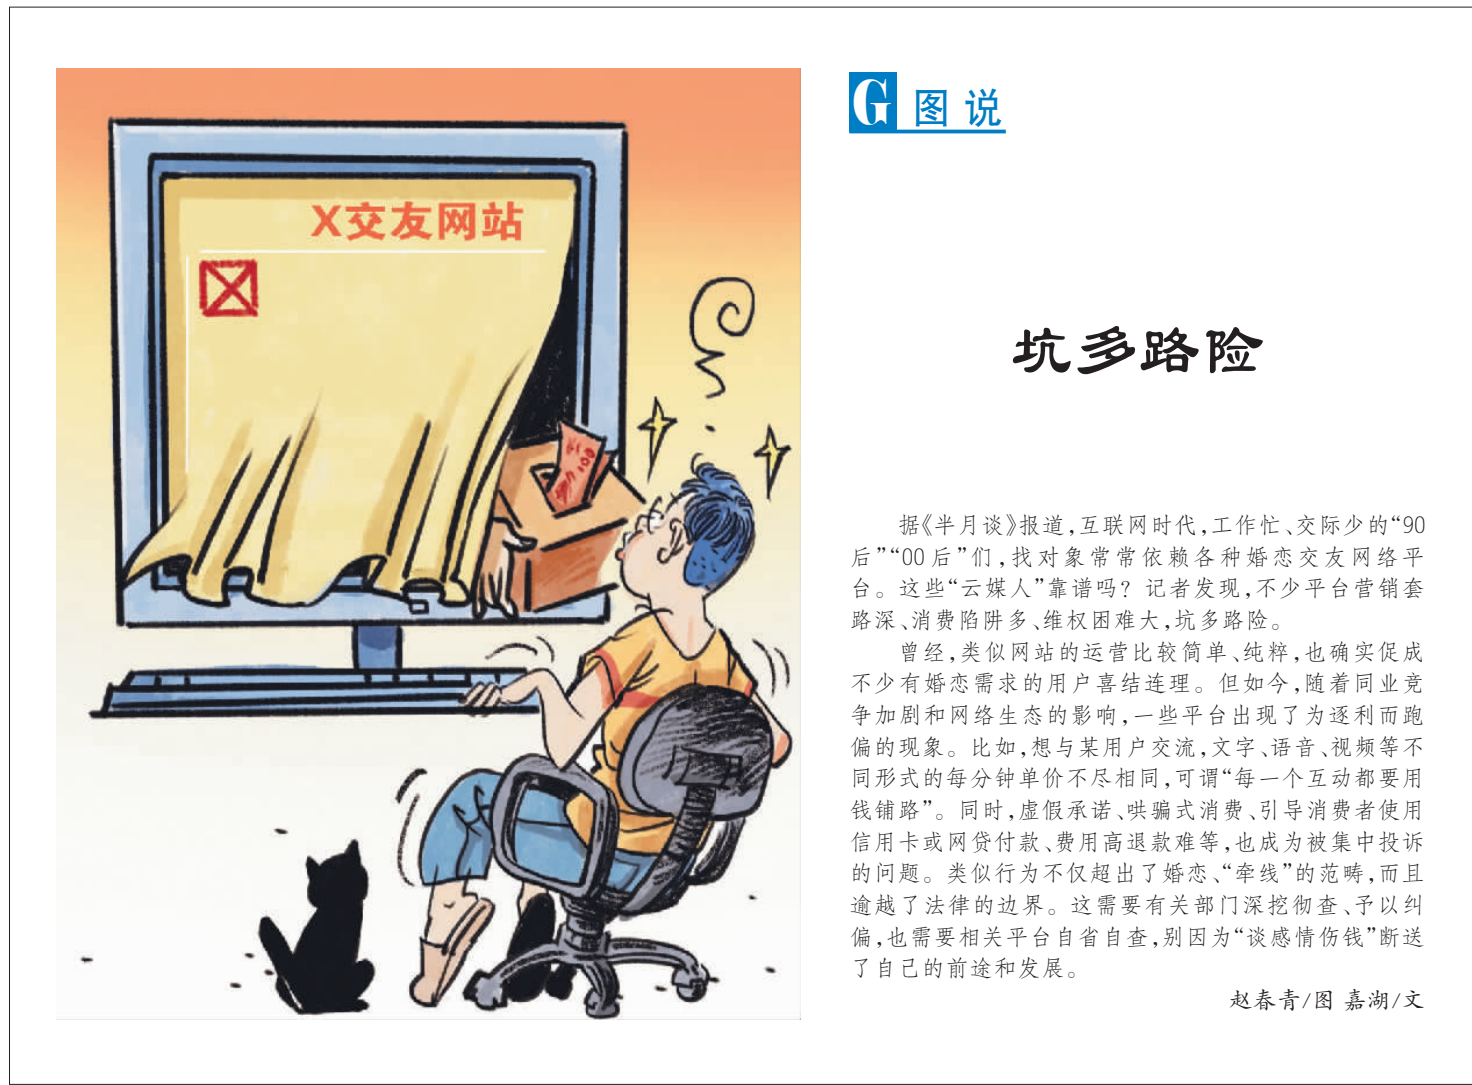 X交友网站
100
G 图说
坑多路险
据《半月谈》报道，互联网时代，工作忙、交际少的“90
后”“00后”们，找对象常常依赖各种婚恋交友网络平
台。这些“云媒人”靠谱吗？记者发现，不少平台营销套
路深、消费陷阱多、维权困难大，坑多路险。
曾经，类似网站的运营比较简单、纯粹，也确实促成
不少有婚恋需求的用户喜结连理。但如今，随着同业竞
争加剧和网络生态的影响，一些平台出现了为逐利而跑
偏的现象。比如，想与某用户交流，文字、语音、视频等不
同形式的每分钟单价不尽相同，可谓“每一个互动都要用
钱铺路”。同时，虚假承诺、哄骗式消费、引导消费者使用
信用卡或网贷付款、费用高退款难等，也成为被集中投诉
的问题。类似行为不仅超出了婚恋、“牵线”的范畴，而且
逾越了法律的边界。这需要有关部门深挖彻查、予以纠
偏，也需要相关平台自省自查，别因为“谈感情伤钱”断送
了自己的前途和发展。
赵春青/图 嘉湖/文